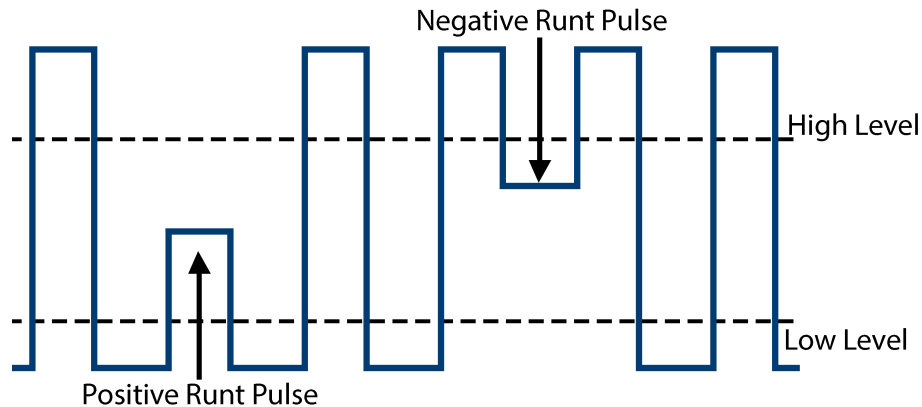 Negative Runt Pulse
High Level
Low Level
Positive Runt Pulse